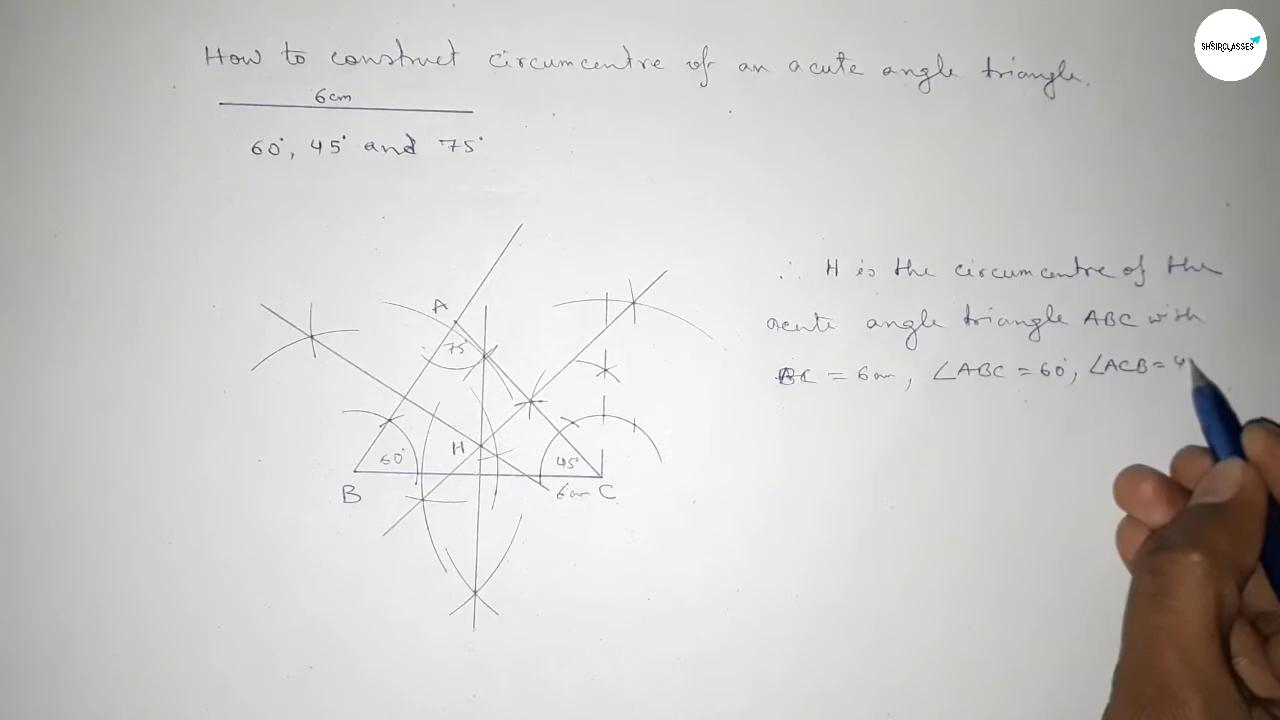 SHSIRCLASSES
How to construct circumcentre of an acute angle triangle.
6cm
60°, 45° and 75°
A
75°
H
60°
45°
B
6cm C
∴ H is the circumcentre of the
acute angle triangle ABC with
BC = 6cm, ∠ABC = 60°, ∠ACB = 4